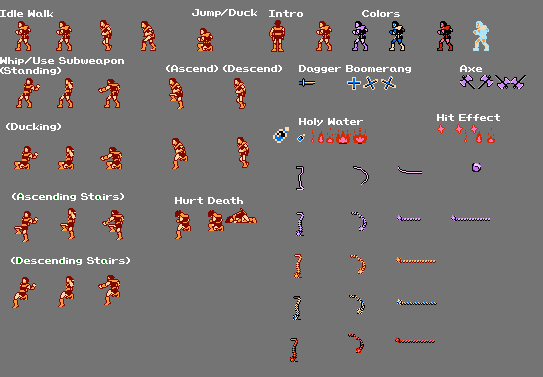 Idle Walk
Jump/Duck
Intro
Colors
Whip/Use Subweapon
(Standing)
(Ascend) (Descend)
Dagger Boomerang
Axe
(Ducking)
Holy Water
Hit Effect
(Ascending Stairs)
Hurt Death
(Descending Stairs)